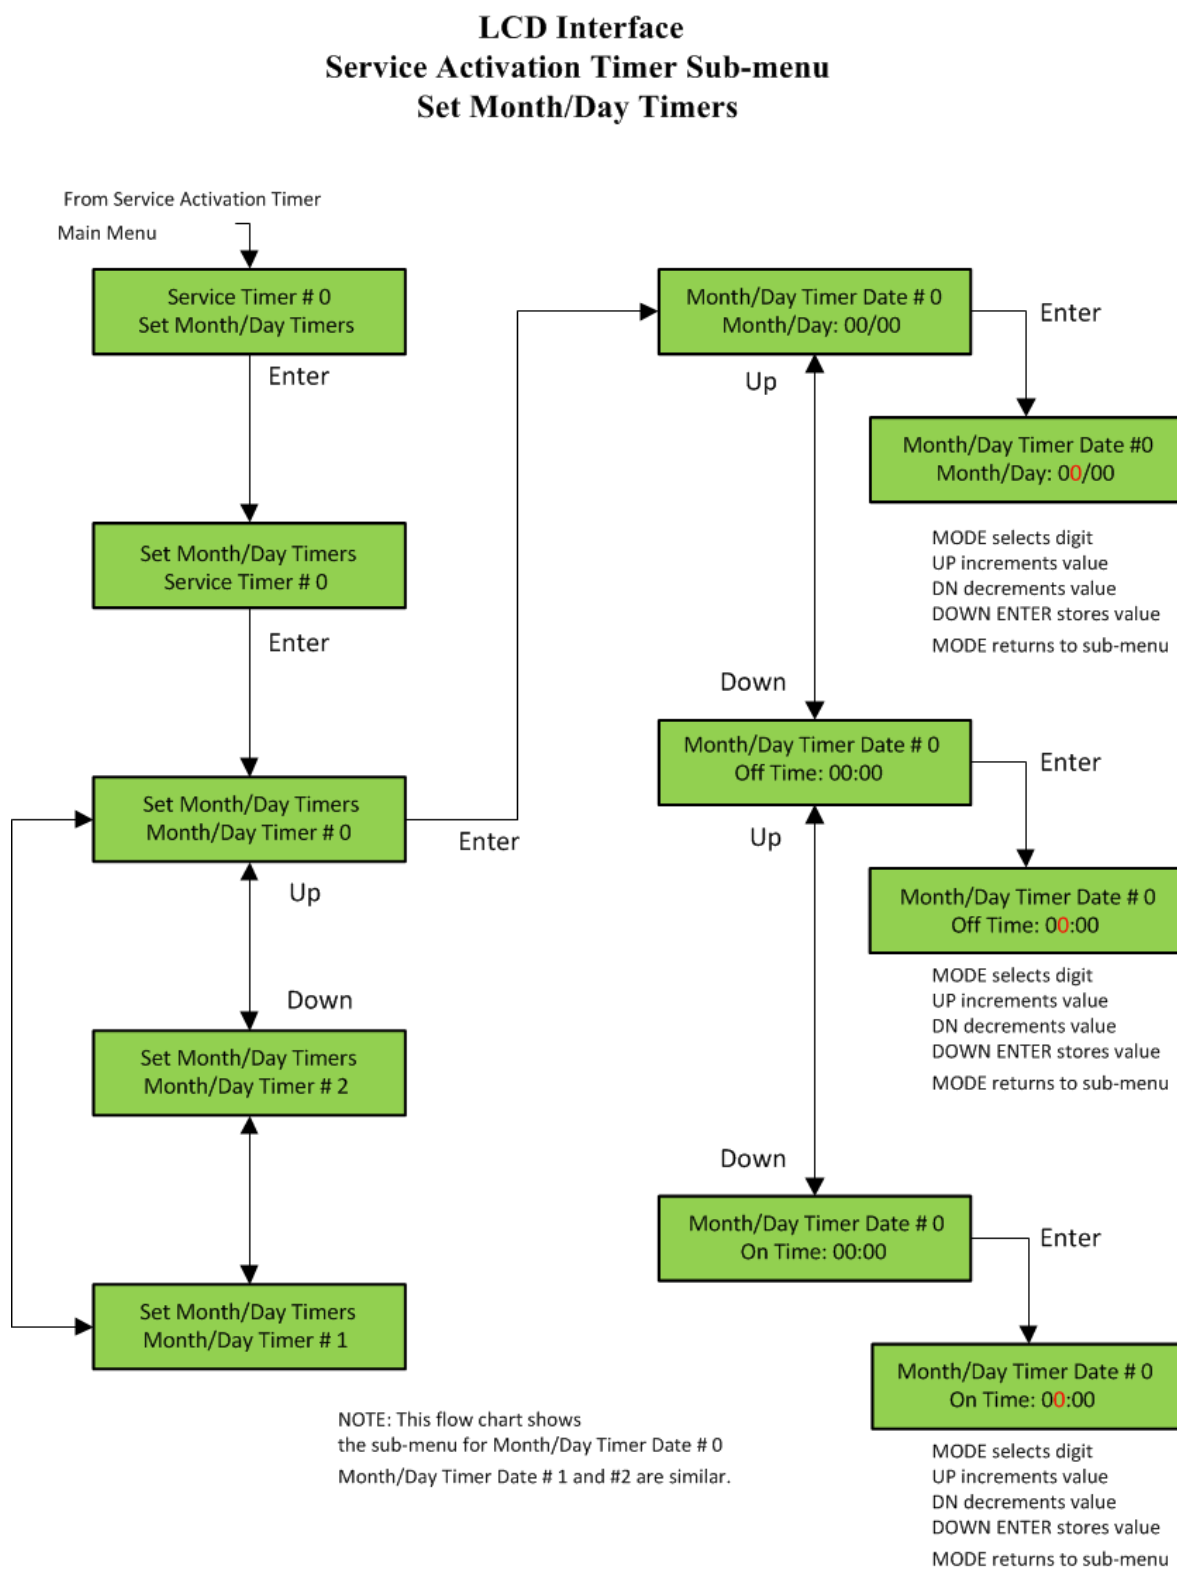 LCD Interface
Service Activation Timer Sub-menu
Set Month/Day Timers
From Service Activation Timer
Main Menu
Service Timer # 0
Set Month/Day Timers
Enter
Set Month/Day Timers
Service Timer # 0
Enter
Set Month/Day Timers
Month/Day Timer # 0
Enter
Up
Down
Set Month/Day Timers
Month/Day Timer # 2
Set Month/Day Timers
Month/Day Timer # 1
Month/Day Timer Date # 0
Month/Day: 00/00
Enter
Up
Month/Day Timer Date #0
Month/Day: 00/00
MODE selects digit
UP increments value
DN decrements value
DOWN ENTER stores value
MODE returns to sub-menu
Down
Month/Day Timer Date # 0
Off Time: 00:00
Enter
Up
Month/Day Timer Date # 0
Off Time: 00:00
MODE selects digit
UP increments value
DN decrements value
DOWN ENTER stores value
MODE returns to sub-menu
Down
Month/Day Timer Date # 0
On Time: 00:00
Enter
Month/Day Timer Date # 0
On Time: 00:00
MODE selects digit
UP increments value
DN decrements value
DOWN ENTER stores value
MODE returns to sub-menu
NOTE: This flow chart shows
the sub-menu for Month/Day Timer Date # 0
Month/Day Timer Date # 1 and #2 are similar.